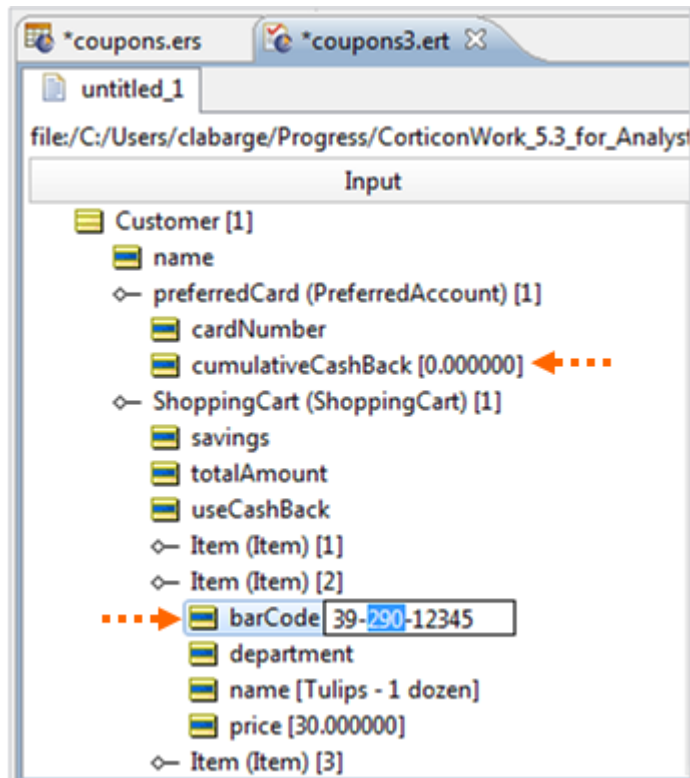 *coupons.ers *coupons3.ert
untitled_1
file:/C:/Users/clabarge/Progress/CorticonWork_5.3_for_Analyst
Input
Customer [1]
name
preferredCard (PreferredAccount) [1]
cardNumber
cumulativeCashBack [0.000000]
ShoppingCart (ShoppingCart) [1]
savings
totalAmount
useCashBack
Item (Item) [1]
Item (Item) [2]
barCode 39-290-12345
department
name [Tulips - 1 dozen]
price [30.000000]
Item (Item) [3]